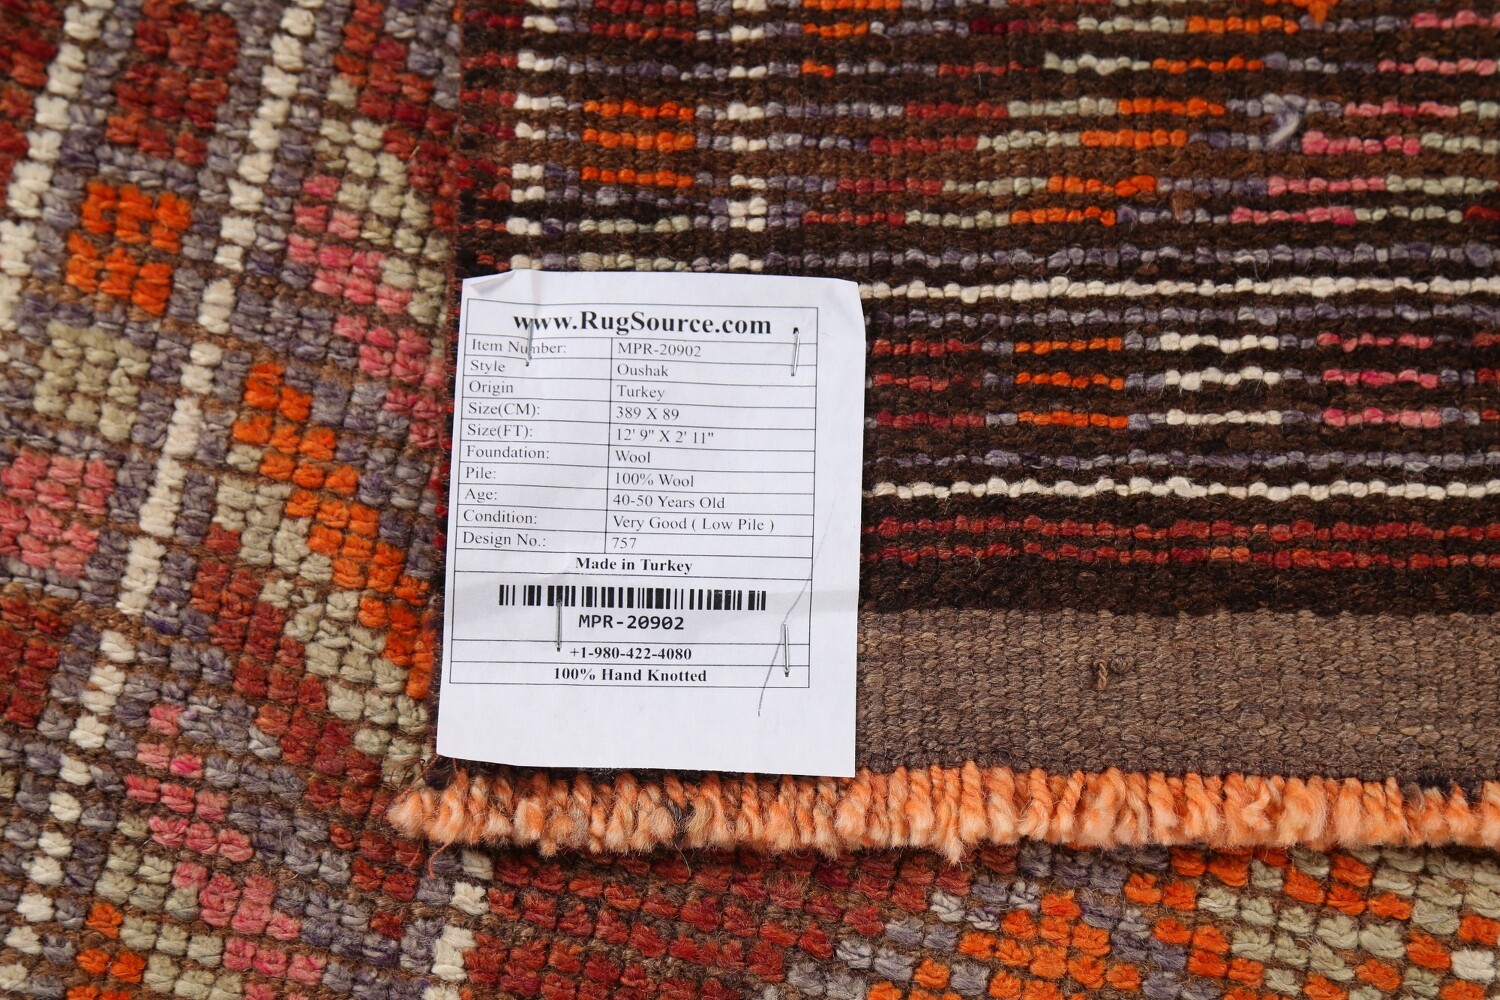 www.RugSource.com
Item Number: MPR-20902
Style Oushak
Origin Turkey
Size(CM): 389 X 89
Size(FT): 12' 9" X 2' 11"
Foundation: Wool
Pile: 100% Wool
Age: 40-50 Years Old
Condition: Very Good ( Low Pile )
Design No.: 757
Made in Turkey
MPR-20902
+1-980-422-4080
100% Hand Knotted